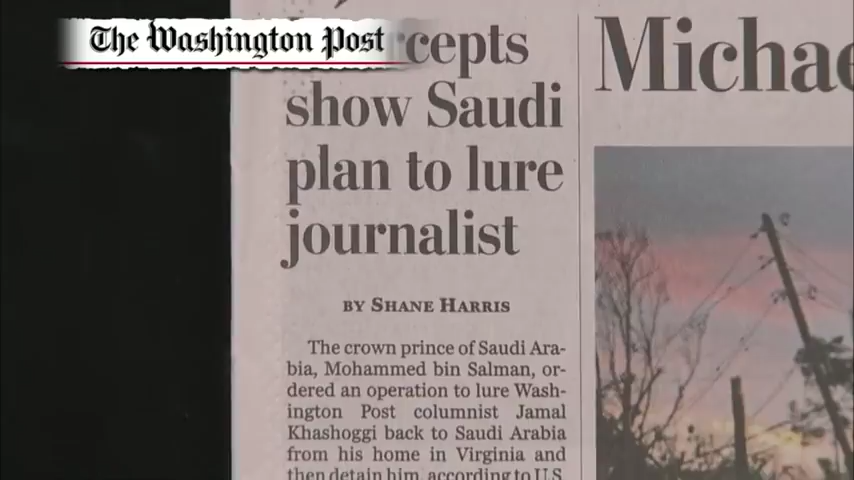 The Washington Post
cepts
show Saudi
plan to lure
journalist
BY SHANE HARRIS
The crown prince of Saudi Ara-
bia, Mohammed bin Salman, or-
dered an operation to lure Wash-
ington Post columnist Jamal
Khashoggi back to Saudi Arabia
from his home in Virginia and
then detain him, according to U.S.
Michae